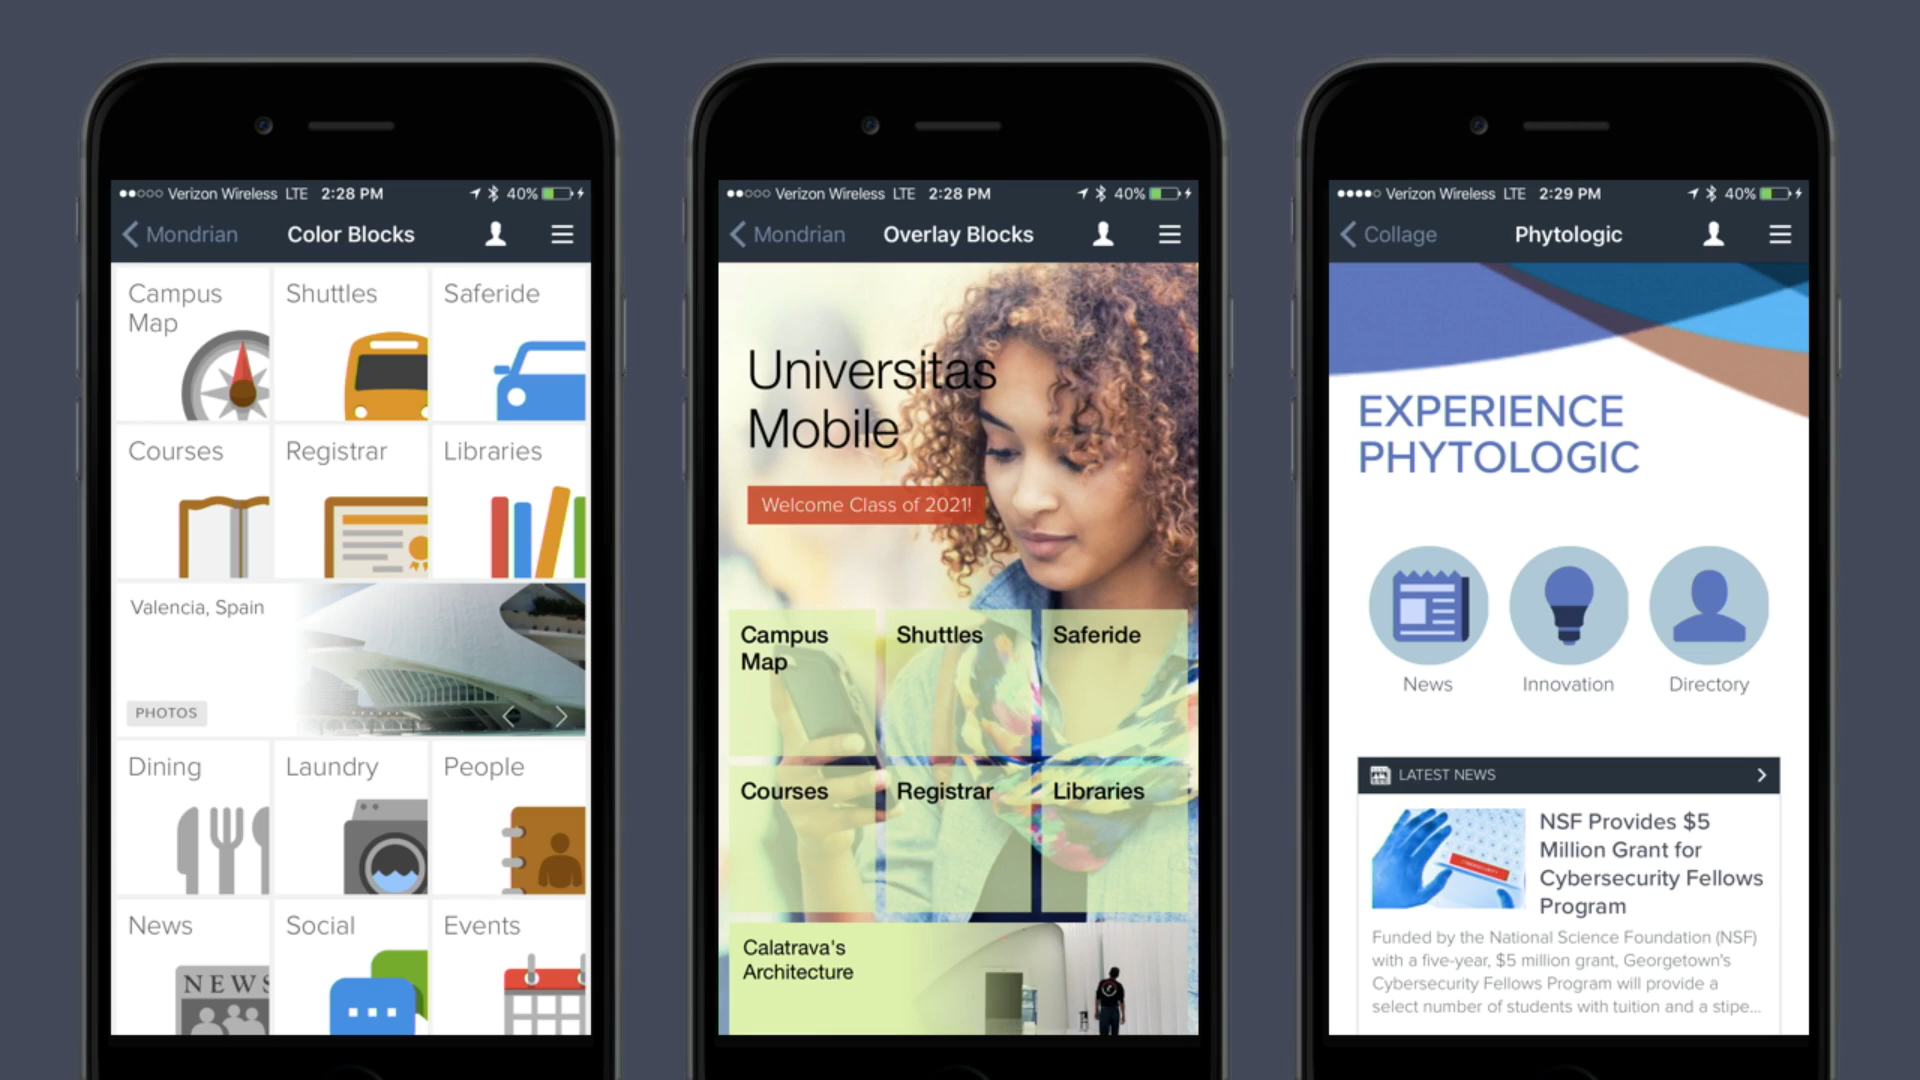 Verizon Wireless LTE 2:28 PM 40%
Mondrian Color Blocks
Campus
Map
Shuttles
Saferide
Courses
Registrar
Libraries
Valencia, Spain
PHOTOS
Dining
Laundry
People
News
Social
Events
NEWS
Verizon Wireless LTE 2:28 PM 40%
Mondrian Overlay Blocks
Universitas
Mobile
Welcome Class of 2021!
Campus
Map
Shuttles
Saferide
Courses
Registrar
Libraries
Calatrava's
Architecture
Verizon Wireless LTE 2:29 PM 40%
Collage Phytologic
EXPERIENCE
PHYTOLOGIC
News
Innovation
Directory
LATEST NEWS
NSF Provides $5
Million Grant for
Cybersecurity Fellows
Program
Funded by the National Science Foundation (NSF)
with a five-year, $5 million grant, Georgetown's
Cybersecurity Fellows Program will provide a
select number of students with tuition and a stipe...